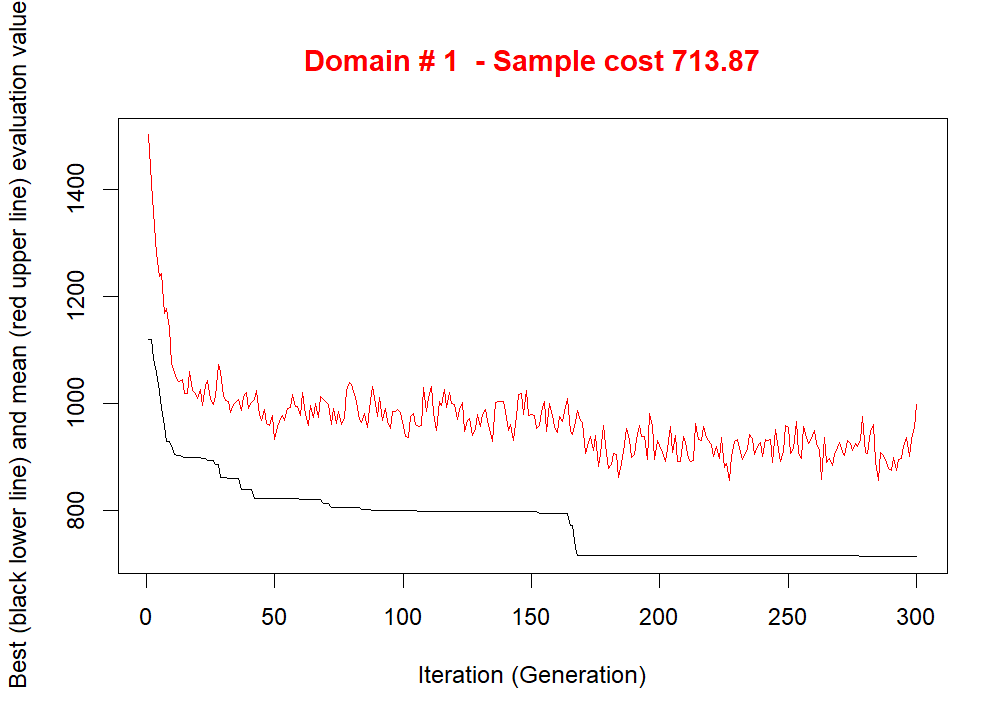 Domain # 1  - Sample cost 713.87
Best (black lower line) and mean (red upper line) evaluation value
1400
1200
1000
800
0 50 100 150 200 250 300
Iteration (Generation)